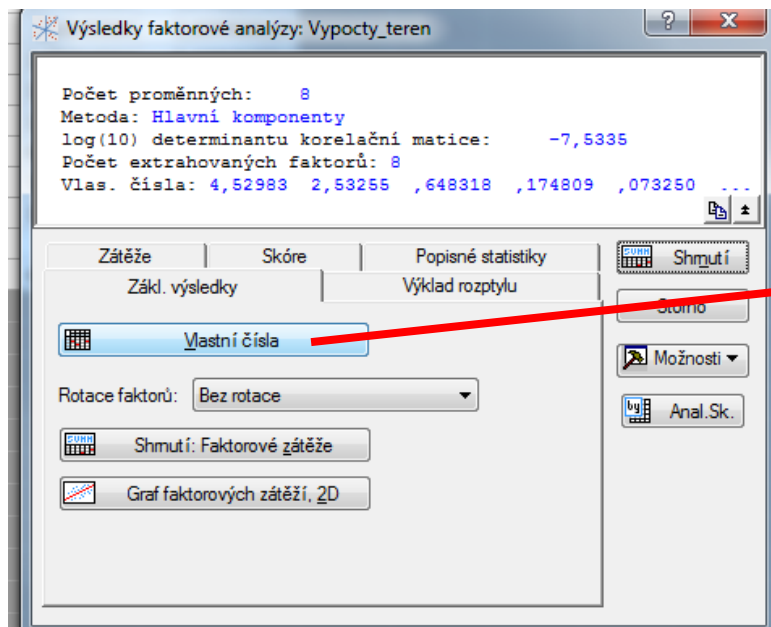 Výsledky faktorové analýzy: Vypocty_teren
Počet proměnných: 8
Metoda: Hlavní komponenty
log(10) determinantu korelační matice: -7,5335
Počet extrahovaných faktorů: 8
Vlas. čísla: 4,52983 2,53255 ,648318 ,174809 ,073250 ...
Zátěže Skóre Popisné statistiky
Zákl. výsledky Výklad rozptylu
Shrnutí
Storno
Vlastní čísla
Možnosti
Rotace faktorů: Bez rotace
Anal.Sk.
Shrnutí: Faktorové zátěže
Graf faktorových zátěží, 2D